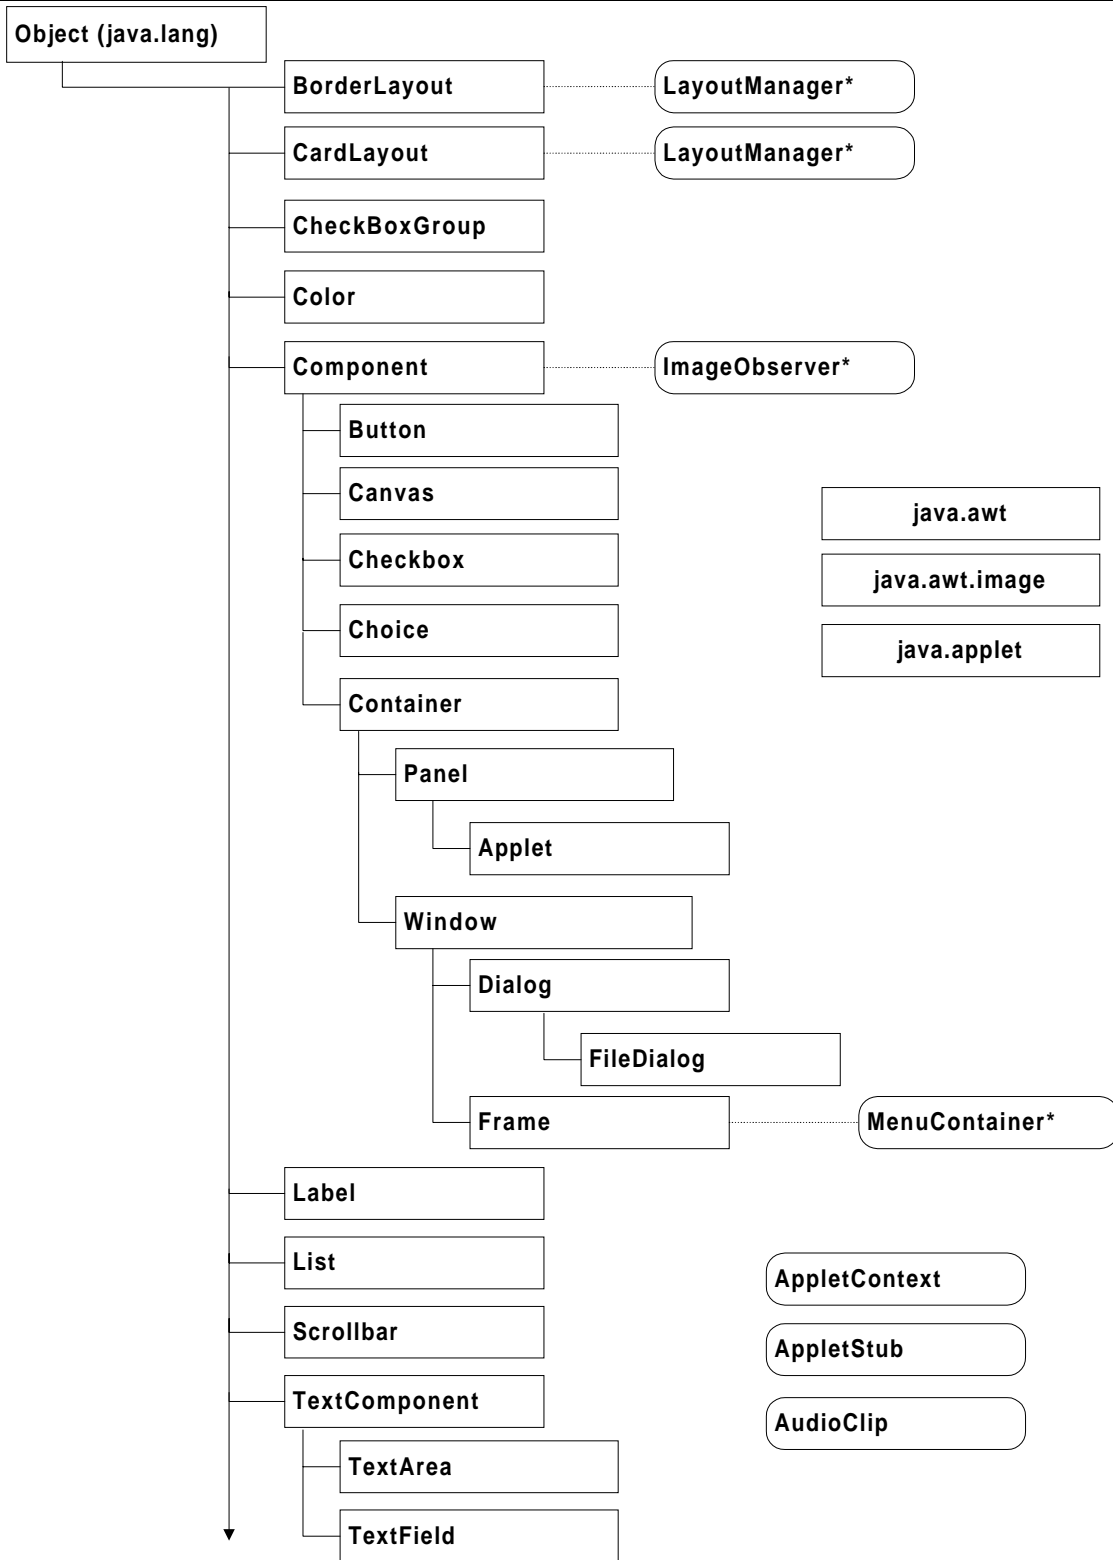 Object (java.lang)
BorderLayout
LayoutManager*
CardLayout
LayoutManager*
CheckBoxGroup
Color
Component
ImageObserver*
Button
Canvas
java.awt
Checkbox
java.awt.image
Choice
java.applet
Container
Panel
Applet
Window
Dialog
FileDialog
Frame
MenuContainer*
Label
List
AppletContext
Scrollbar
AppletStub
TextComponent
AudioClip
TextArea
TextField